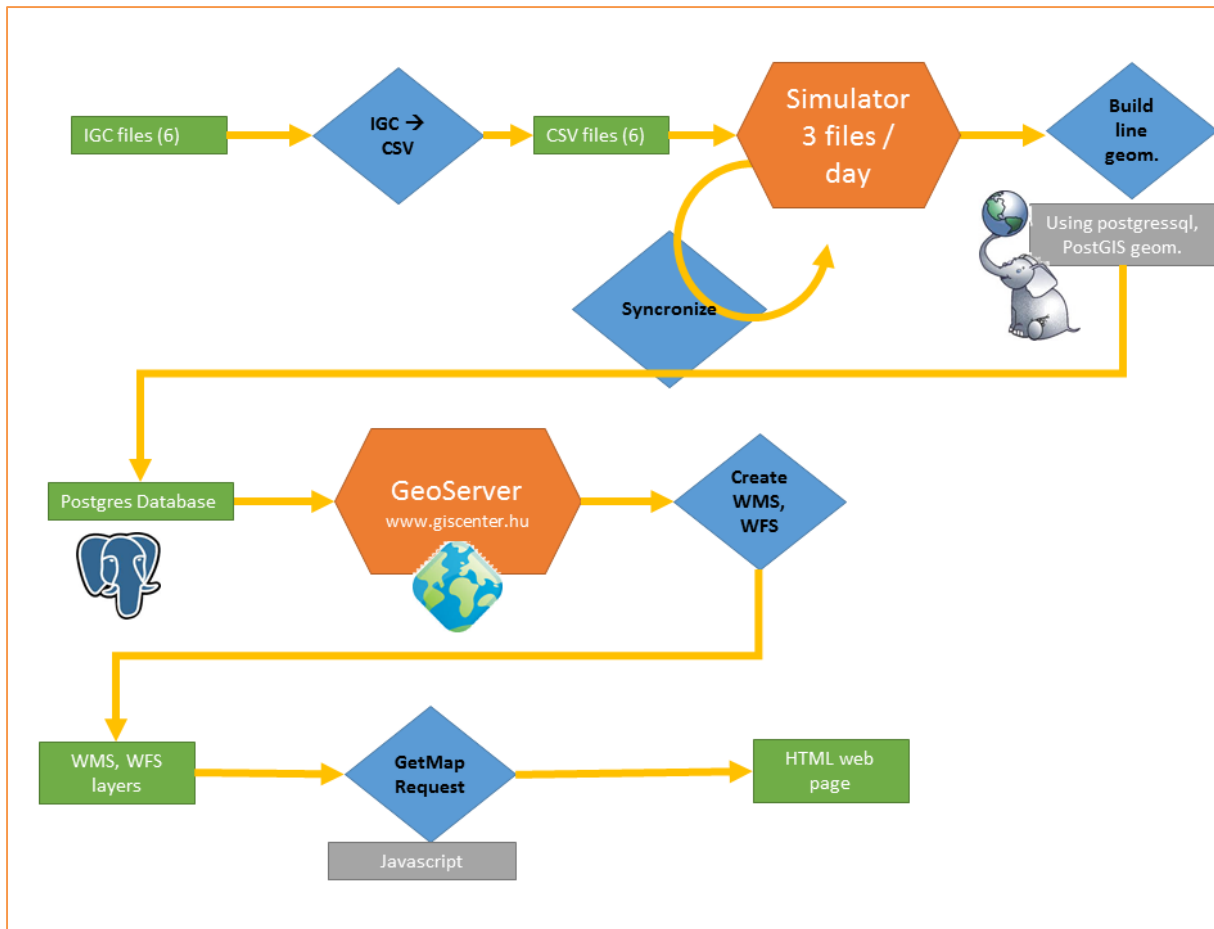 IGC files (6)
IGC →
CSV
CSV files (6)
Simulator
3 files /
day
Build
line
geom.
Using postgressql,
PostGIS geom.
Syncronize
Postgres Database
GeoServer
www.giscenter.hu
Create
WMS,
WFS
WMS, WFS
layers
GetMap
Request
Javascript
HTML web
page